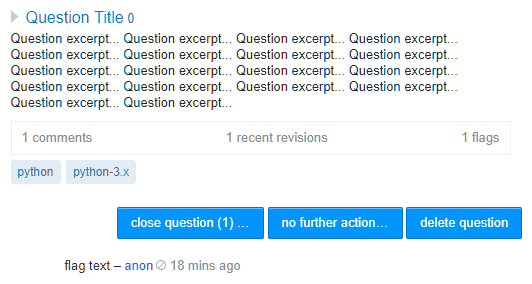 Question Title 0
Question excerpt... Question excerpt... Question excerpt... Question excerpt...
Question excerpt... Question excerpt... Question excerpt... Question excerpt...
Question excerpt... Question excerpt... Question excerpt... Question excerpt...
Question excerpt... Question excerpt... Question excerpt... Question excerpt...
Question excerpt... Question excerpt...
1 comments 1 recent revisions 1 flags
python python-3.x
close question (1) ... no further action... delete question
flag text – anon 18 mins ago